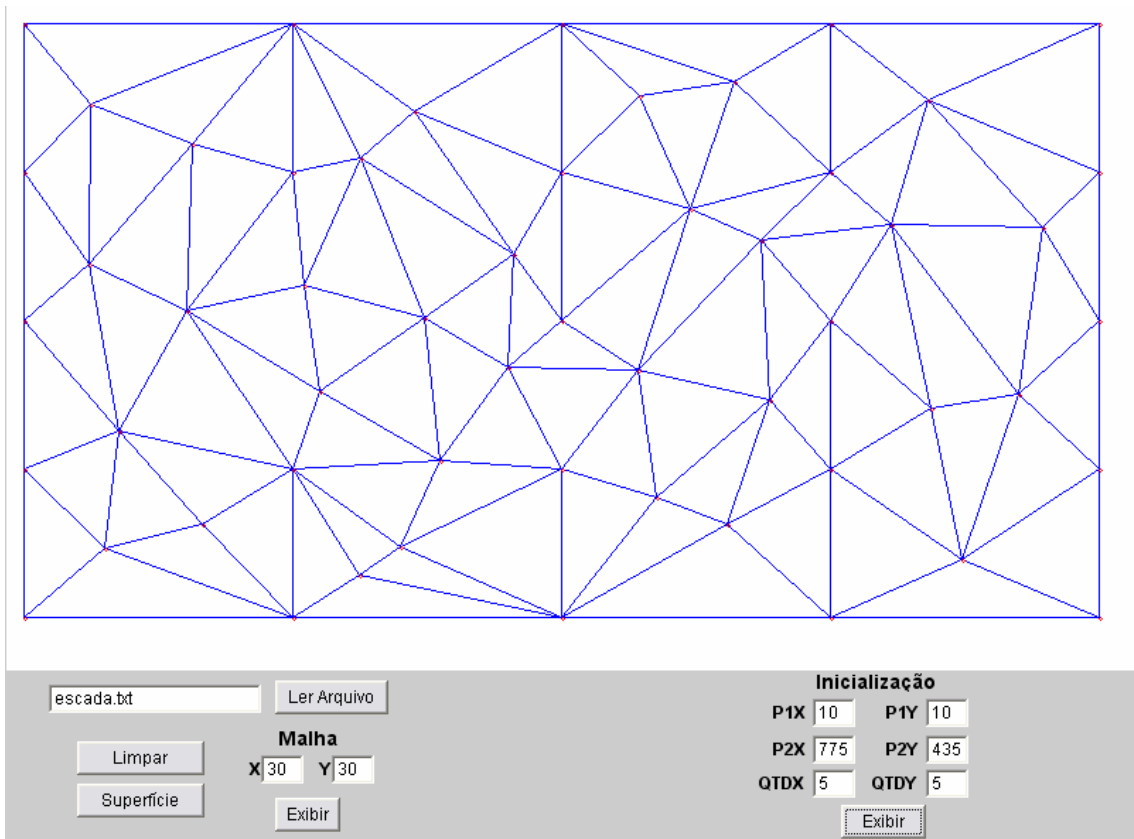 escada.txt
Ler Arquivo
Limpar
Superfície
Malha
X 30 Y 30
Exibir
Inicialização
P1X 10 P1Y 10
P2X 775 P2Y 435
QTDX 5 QTDY 5
Exibir